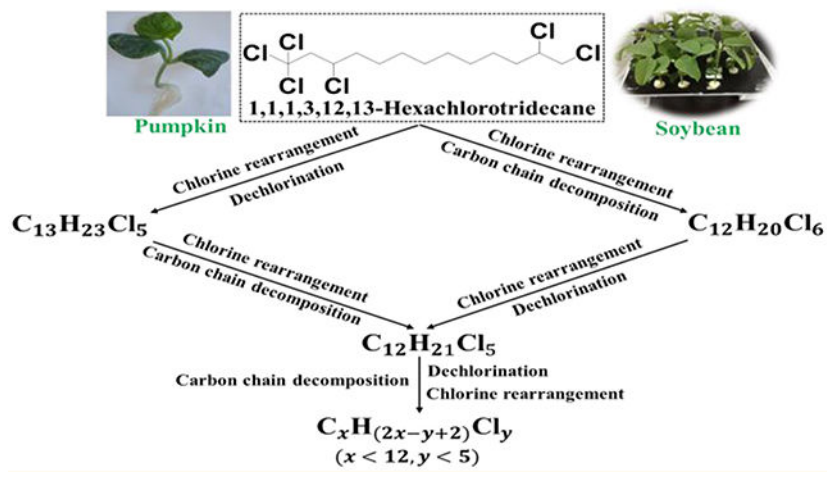 Cl
Cl
Cl
Cl
Cl
Cl
1,1,1,3,12,13-Hexachlorotridecane
Pumpkin
Soybean
Chlorine rearrangement
Dechlorination
Chlorine rearrangement
Carbon chain decomposition
C₁₃H₂₃Cl₅
C₁₂H₂₀Cl₆
Chlorine rearrangement
Carbon chain decomposition
Chlorine rearrangement
Dechlorination
C₁₂H₂₁Cl₅
Carbon chain decomposition
Dechlorination
Chlorine rearrangement
CₓH₍₂ₓ₋ᵧ₊₂₎Clᵧ
(x < 12, y < 5)